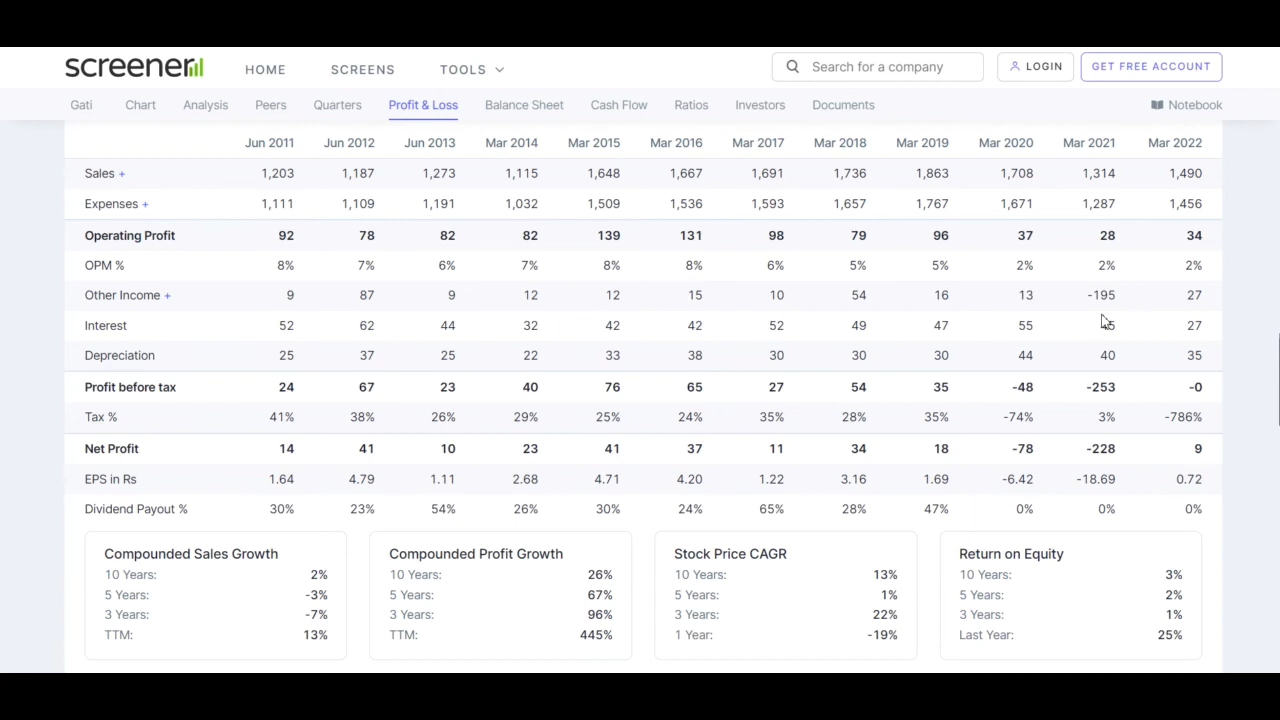 screener HOME SCREENS TOOLS Search for a company LOGIN GET FREE ACCOUNT
Gati Chart Analysis Peers Quarters Profit & Loss Balance Sheet Cash Flow Ratios Investors Documents Notebook
Jun 2011 Jun 2012 Jun 2013 Mar 2014 Mar 2015 Mar 2016 Mar 2017 Mar 2018 Mar 2019 Mar 2020 Mar 2021 Mar 2022
Sales + 1,203 1,187 1,273 1,115 1,648 1,667 1,691 1,736 1,863 1,708 1,314 1,490
Expenses + 1,111 1,109 1,191 1,032 1,509 1,536 1,593 1,657 1,767 1,671 1,287 1,456
Operating Profit 92 78 82 82 139 131 98 79 96 37 28 34
OPM % 8% 7% 6% 7% 8% 8% 6% 5% 5% 2% 2% 2%
Other Income + 9 87 9 12 12 15 10 54 16 13 -195 27
Interest 52 62 44 32 42 42 52 49 47 55 27
Depreciation 25 37 25 22 33 38 30 30 30 44 40 35
Profit before tax 24 67 23 40 76 65 27 54 35 -48 -253 -0
Tax % 41% 38% 26% 29% 25% 24% 35% 28% 35% -74% 3% -786%
Net Profit 14 41 10 23 41 37 11 34 18 -78 -228 9
EPS in Rs 1.64 4.79 1.11 2.68 4.71 4.20 1.22 3.16 1.69 -6.42 -18.69 0.72
Dividend Payout % 30% 23% 54% 26% 30% 24% 65% 28% 47% 0% 0% 0%
Compounded Sales Growth
10 Years: 2%
5 Years: -3%
3 Years: -7%
TTM: 13%
Compounded Profit Growth
10 Years: 26%
5 Years: 67%
3 Years: 96%
TTM: 445%
Stock Price CAGR
10 Years: 13%
5 Years: 1%
3 Years: 22%
1 Year: -19%
Return on Equity
10 Years: 3%
5 Years: 2%
3 Years: 1%
Last Year: 25%